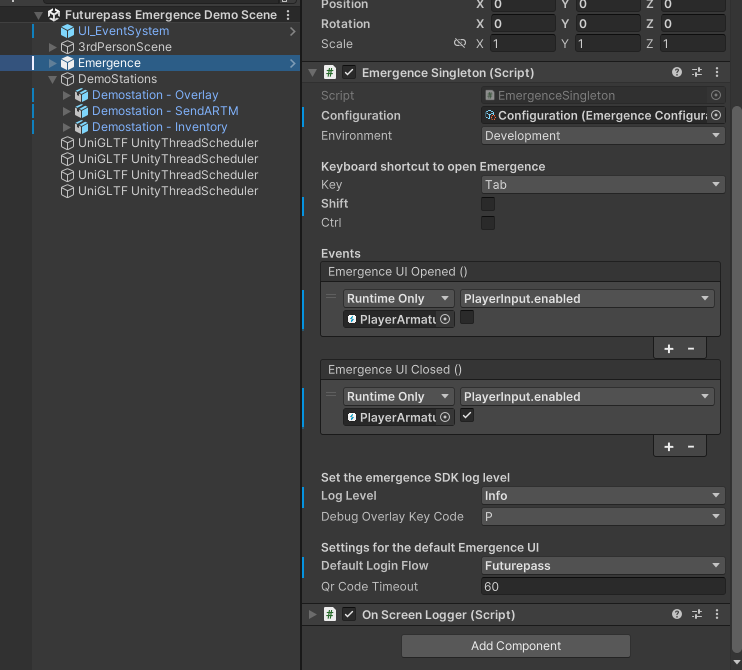 Futurepass Emergence Demo Scene
UI_EventSystem
3rdPersonScene
Emergence
DemoStations
Demostation - Overlay
Demostation - SendARTM
Demostation - Inventory
UniGLTF UnityThreadScheduler
UniGLTF UnityThreadScheduler
UniGLTF UnityThreadScheduler
UniGLTF UnityThreadScheduler
Position X 0 Y 0 Z 0
Rotation X 0 Y 0 Z 0
Scale X 1 Y 1 Z 1
# Emergence Singleton (Script)
Script EmergenceSingleton
Configuration Configuration (Emergence Configura
Environment Development
Keyboard shortcut to open Emergence
Key Tab
Shift
Ctrl
Events
Emergence UI Opened ()
Runtime Only PlayerInput.enabled
PlayerArmatu
+ -
Emergence UI Closed ()
Runtime Only PlayerInput.enabled
PlayerArmatu
+ -
Set the emergence SDK log level
Log Level Info
Debug Overlay Key Code P
Settings for the default Emergence UI
Default Login Flow Futurepass
Qr Code Timeout 60
# On Screen Logger (Script)
Add Component